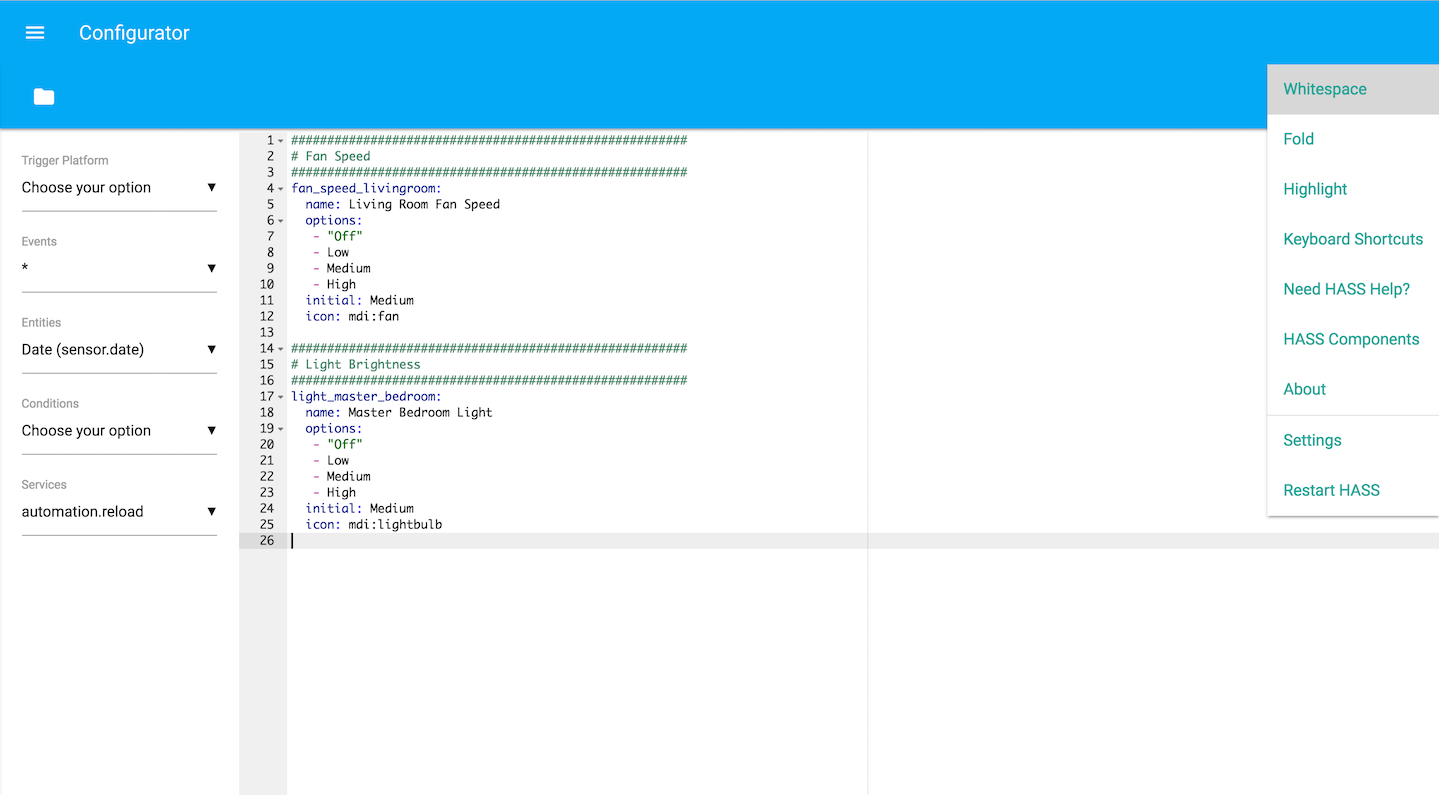 Configurator
Trigger Platform
Choose your option ▼
Events
* ▼
Entities
Date (sensor.date) ▼
Conditions
Choose your option ▼
Services
automation.reload ▼
1 #######################################################
2 # Fan Speed
3 #######################################################
4 fan_speed_livingroom:
5   name: Living Room Fan Speed
6   options:
7    - "Off"
8    - Low
9    - Medium
10    - High
11   initial: Medium
12   icon: mdi:fan
13
14 #######################################################
15 # Light Brightness
16 #######################################################
17 light_master_bedroom:
18   name: Master Bedroom Light
19   options:
20    - "Off"
21    - Low
22    - Medium
23    - High
24   initial: Medium
25   icon: mdi:lightbulb
26
Whitespace
Fold
Highlight
Keyboard Shortcuts
Need HASS Help?
HASS Components
About
Settings
Restart HASS